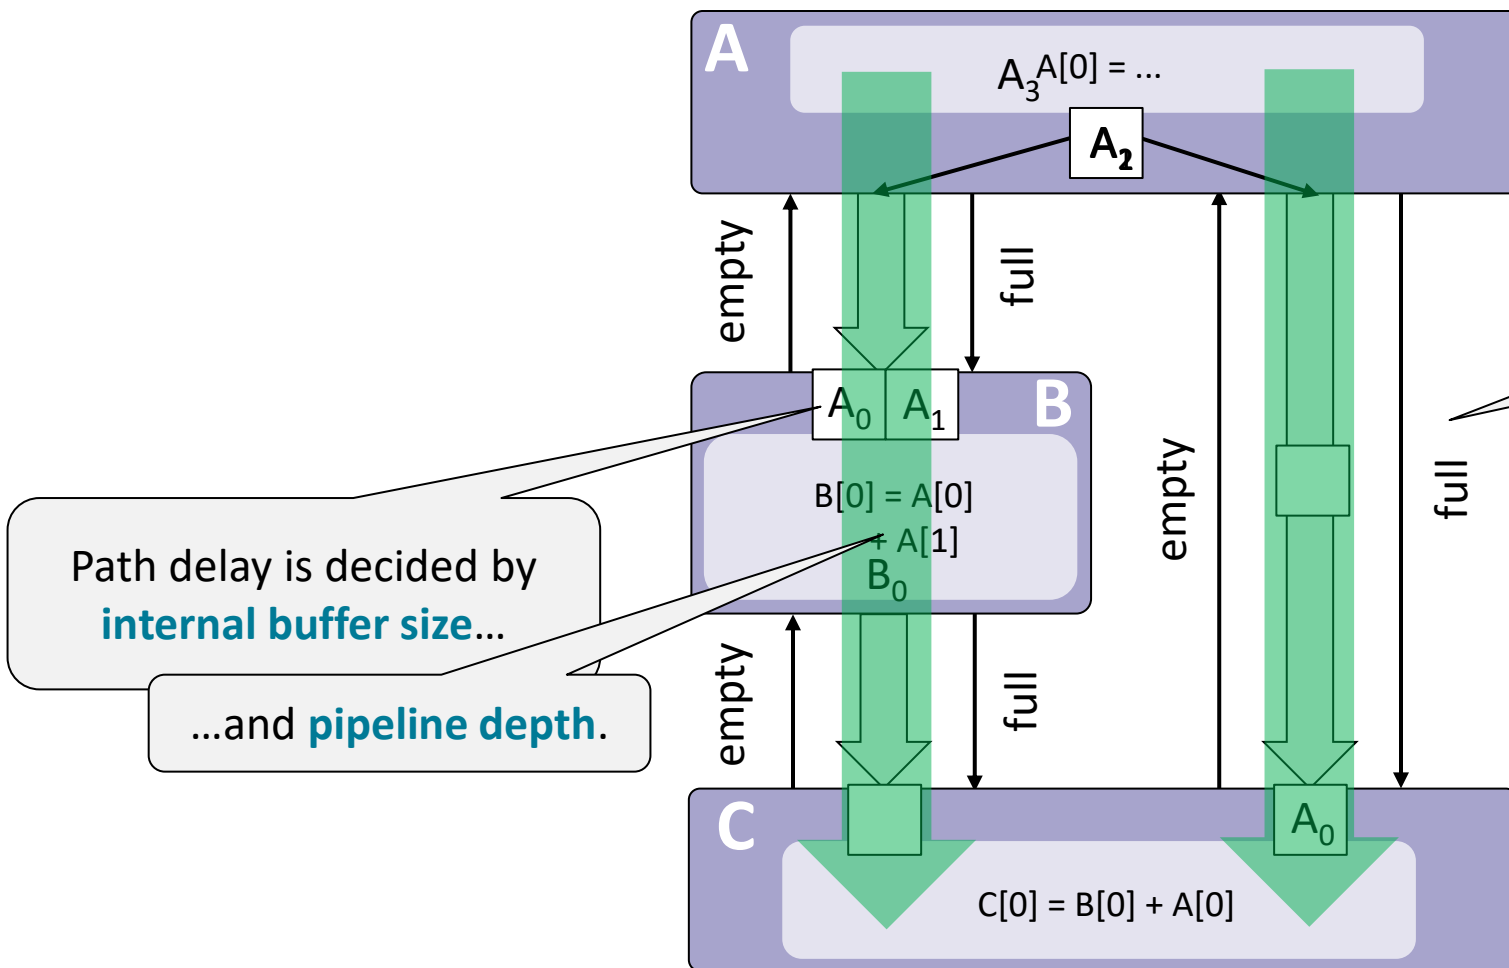 A
A₃ A[0] = ...
A₂
empty
full
A₀ A₁
B
empty
full
B[0] = A[0]
+ A[1]
B₀
Path delay is decided by
internal buffer size...
...and pipeline depth.
empty
full
C
A₀
C[0] = B[0] + A[0]